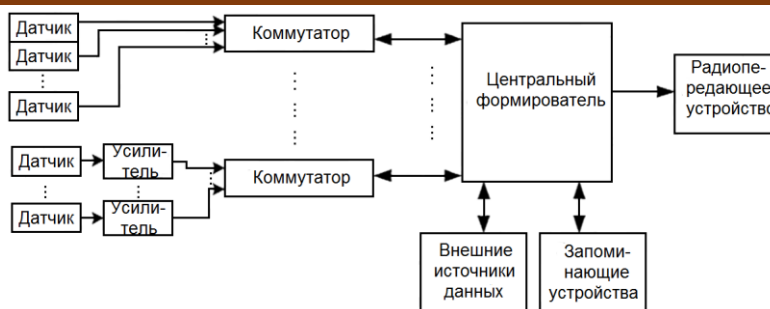 Датчик
Датчик
Датчик
Коммутатор
Центральный
формирователь
Радиопе-
редающее
устройство
Датчик
Усили-
тель
Датчик
Усили-
тель
Коммутатор
Внешние
источники
данных
Запоми-
нающие
устройства